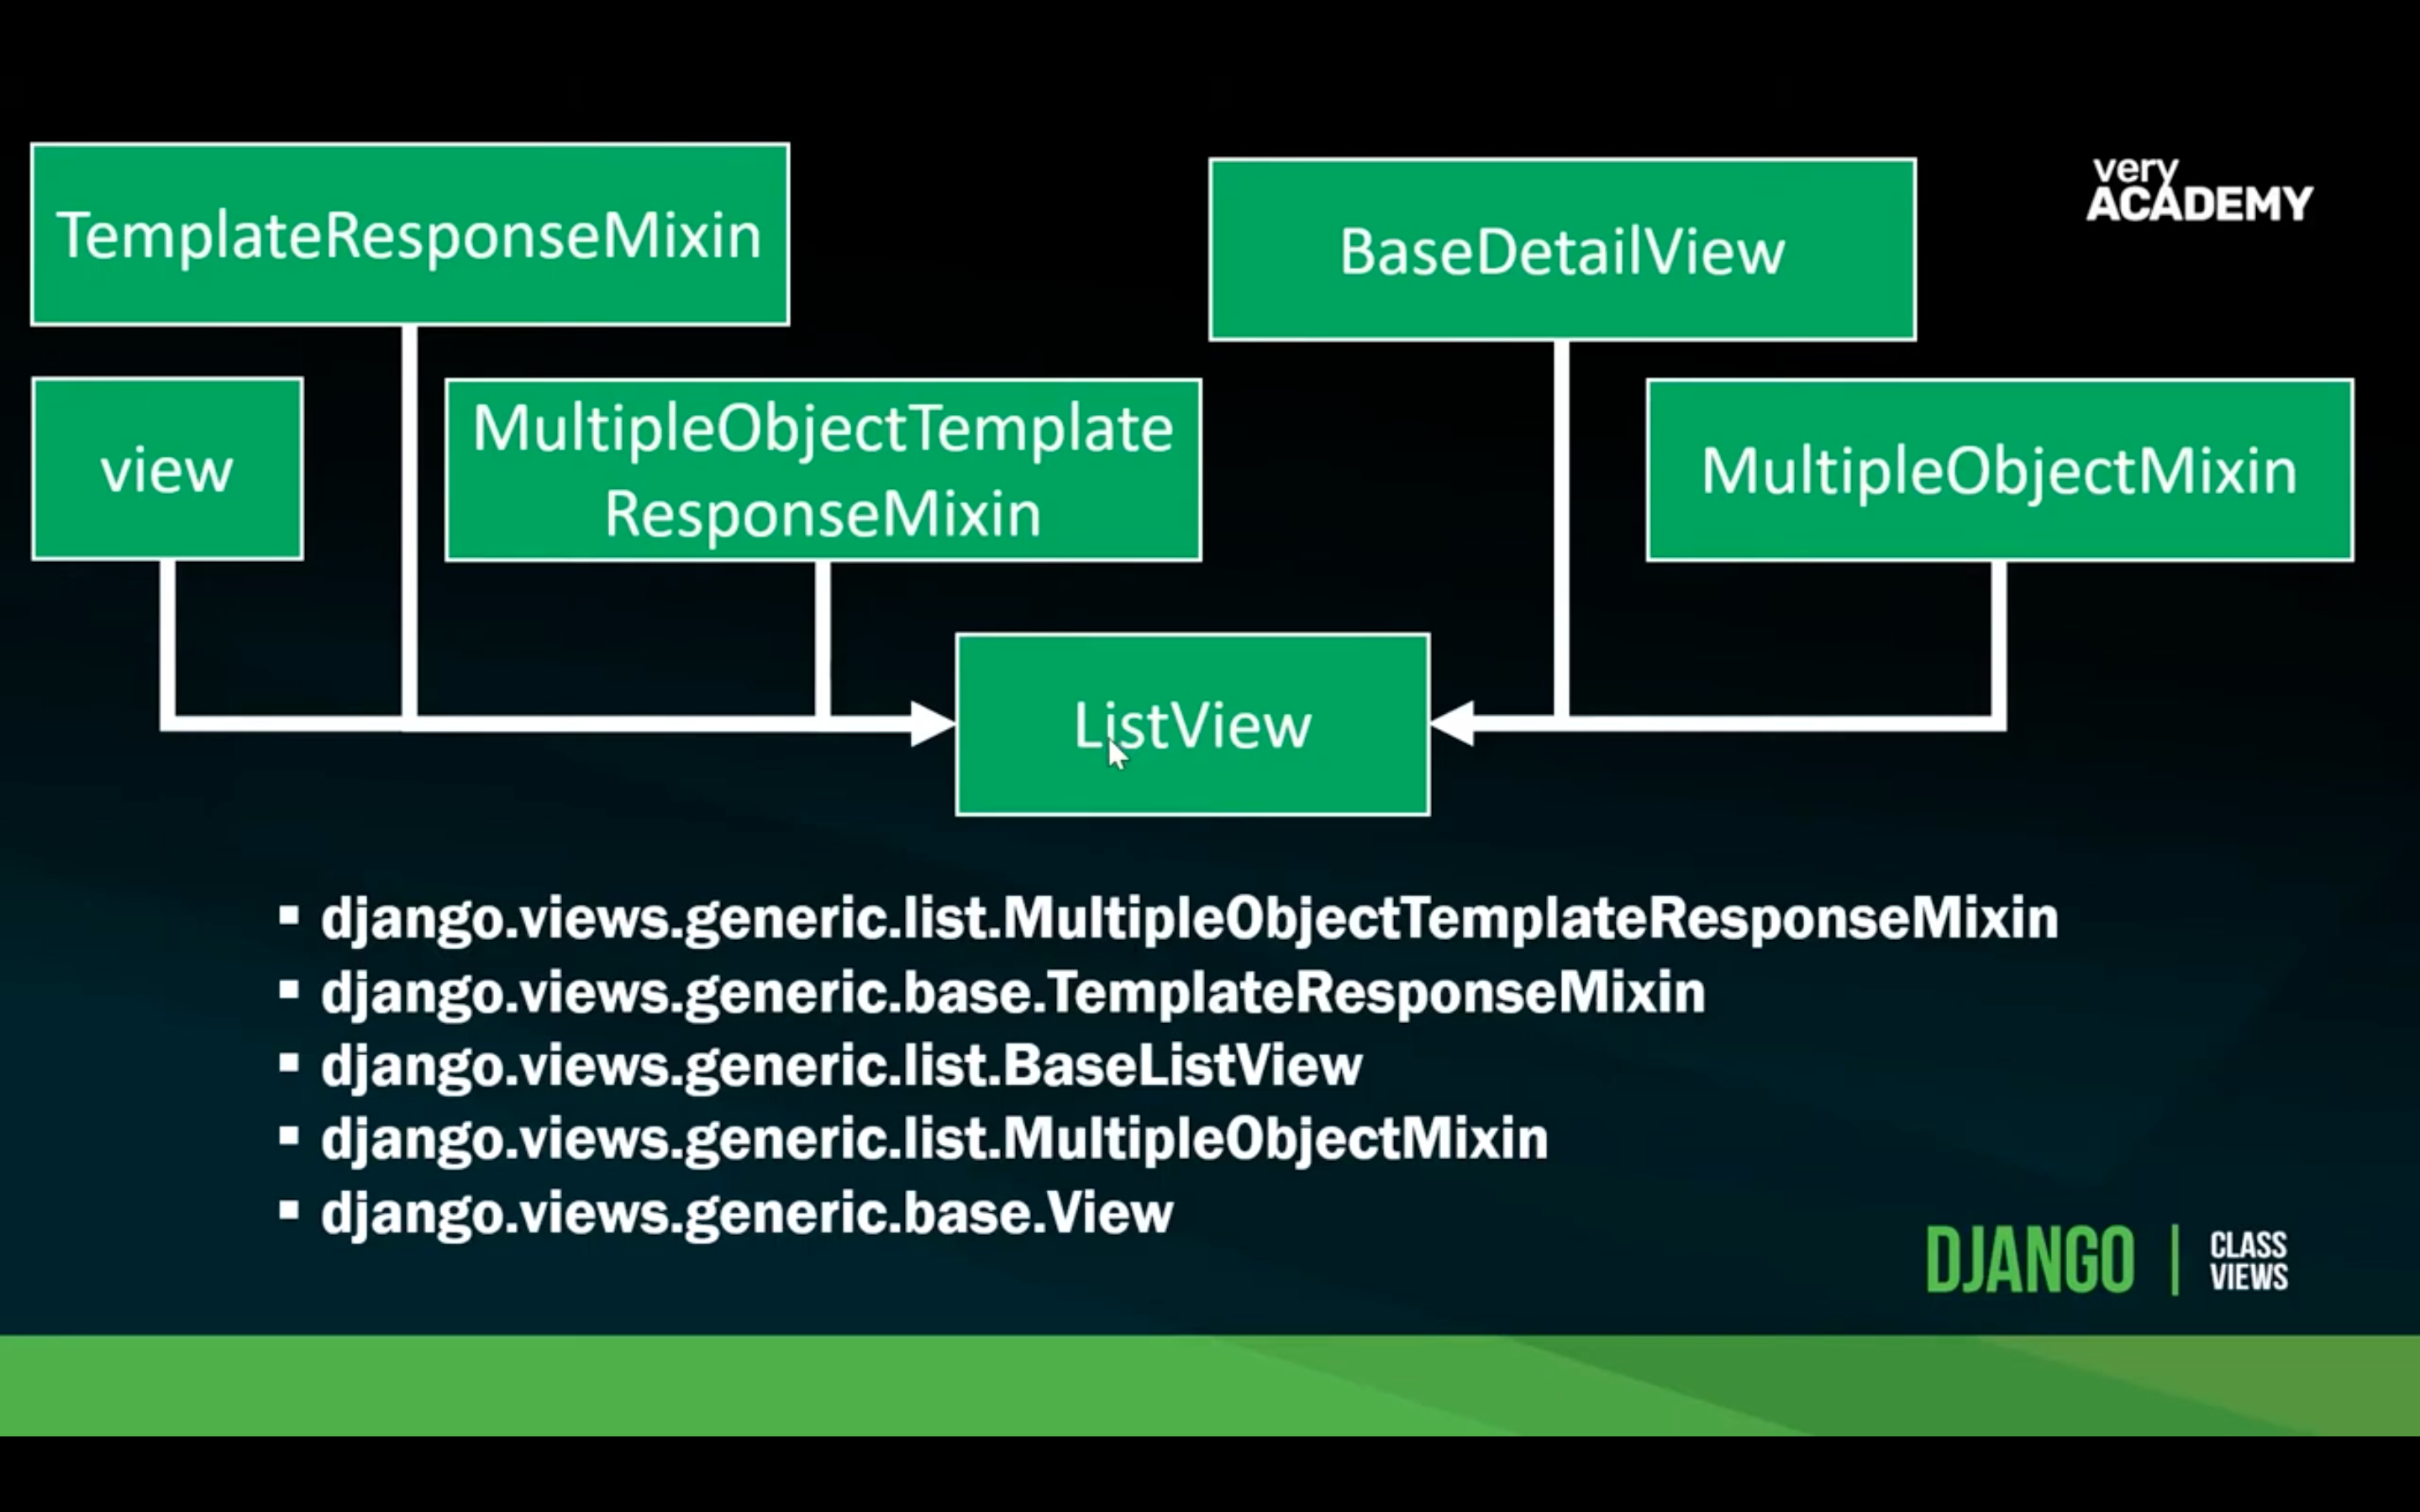 TemplateResponseMixin
BaseDetailView
very
ACADEMY
view
MultipleObjectTemplate
ResponseMixin
MultipleObjectMixin
ListView
▪ django.views.generic.list.MultipleObjectTemplateResponseMixin
▪ django.views.generic.base.TemplateResponseMixin
▪ django.views.generic.list.BaseListView
▪ django.views.generic.list.MultipleObjectMixin
▪ django.views.generic.base.View
DJANGO | CLASS
VIEWS